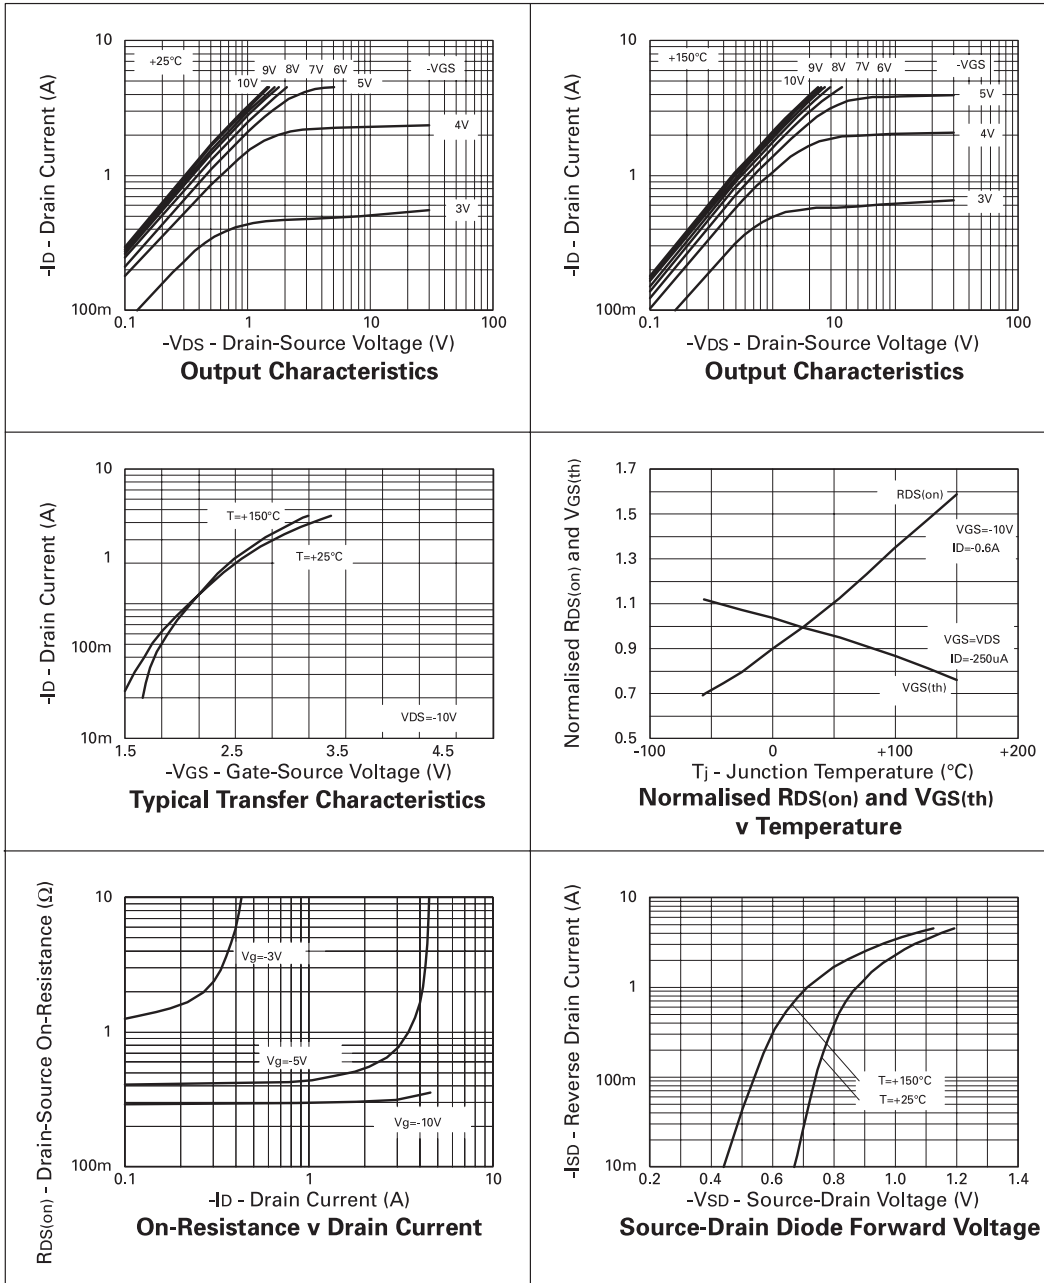 10
+25°C
9V 8V 7V 6V
-VGS
10V
5V
4V
1
3V
100m
0.1 1 10 100
-ID - Drain Current (A)
-VDS - Drain-Source Voltage (V)
Output Characteristics
10
+150°C
9V 8V 7V 6V
-VGS
10V
5V
4V
1
3V
100m
0.1 1 10 100
-ID - Drain Current (A)
-VDS - Drain-Source Voltage (V)
Output Characteristics
10
T=+150°C
1
T=+25°C
100m
VDS=-10V
10m
1.5 2.5 3.5 4.5
-ID - Drain Current (A)
-VGS - Gate-Source Voltage (V)
Typical Transfer Characteristics
1.7
RDS(on)
1.5
VGS=-10V
ID=-0.6A
1.3
1.1
0.9
VGS=VDS
ID=-250uA
0.7
VGS(th)
0.5
-100 0 +100 +200
Normalised RDS(on) and VGS(th)
Tj - Junction Temperature (°C)
Normalised RDS(on) and VGS(th)
v Temperature
10
Vg=-3V
1
Vg=-5V
Vg=-10V
100m
0.1 1 10
RDS(on) - Drain-Source On-Resistance (Ω)
-ID - Drain Current (A)
On-Resistance v Drain Current
10
1
100m
T=+150°C
T=+25°C
10m
0.2 0.4 0.6 0.8 1.0 1.2 1.4
-ISD - Reverse Drain Current (A)
-VSD - Source-Drain Voltage (V)
Source-Drain Diode Forward Voltage